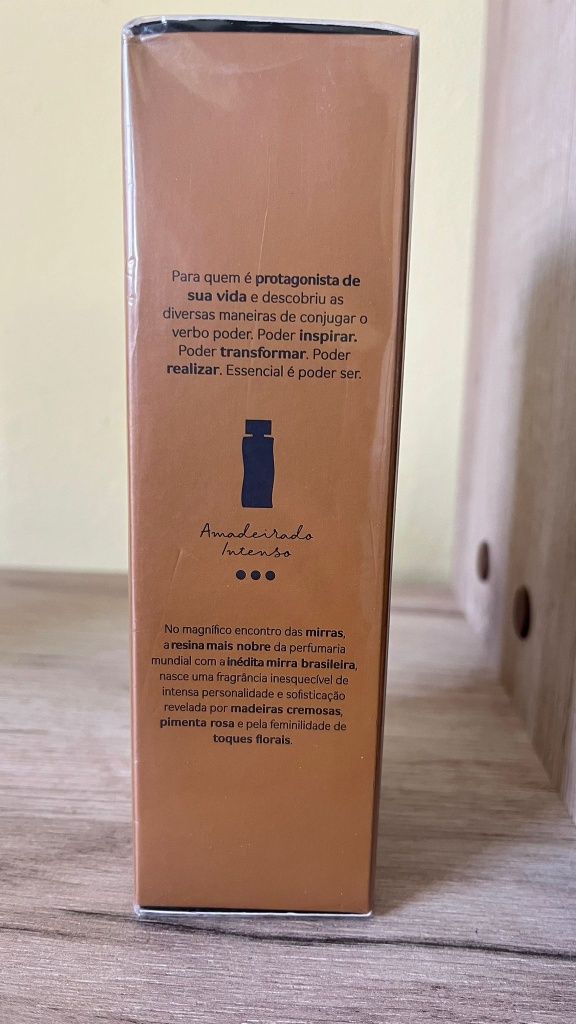 Para quem é protagonista de
sua vida e descobriu as
diversas maneiras de conjugar o
verbo poder. Poder inspirar.
Poder transformar. Poder
realizar. Essencial é poder ser.
Amadeirado
Intenso
No magnífico encontro das mirras,
a resina mais nobre da perfumaria
mundial com a inédita mirra brasileira,
nasce uma fragrância inesquecível de
intensa personalidade e sofisticação
revelada por madeiras cremosas,
pimenta rosa e pela feminilidade de
toques florais.